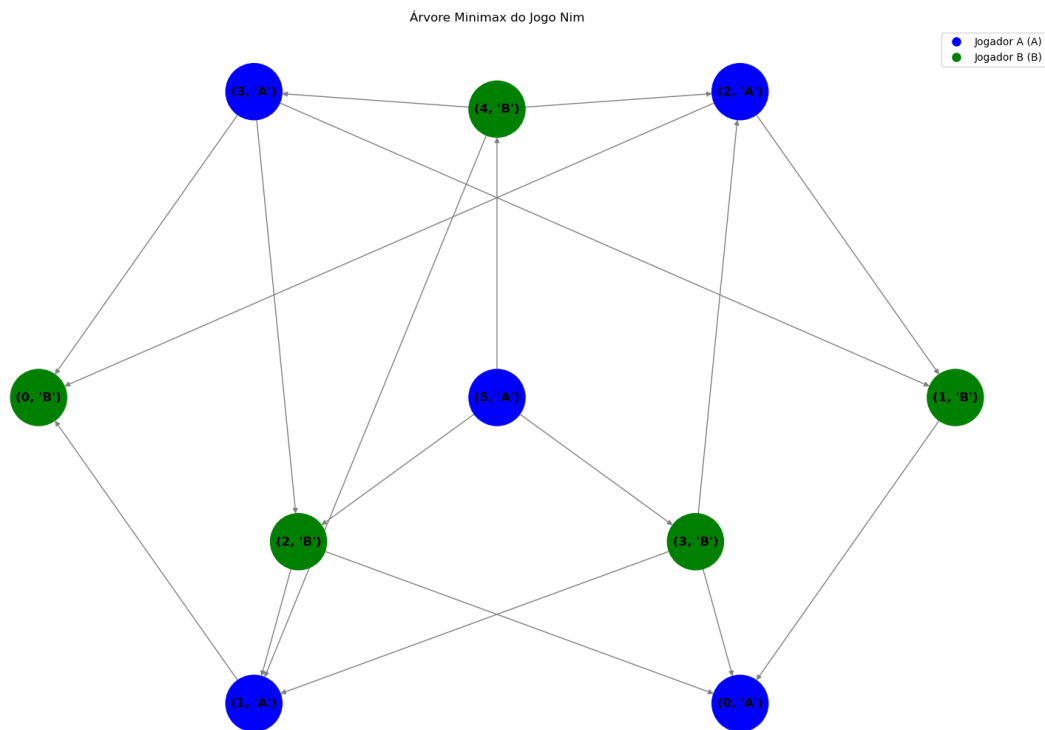 Árvore Minimax do Jogo Nim
Jogador A (A)
Jogador B (B)
(3, 'A')
(4, 'B')
(2, 'A')
(0, 'B')
(5, 'A')
(1, 'B')
(2, 'B')
(3, 'B')
(1, 'A')
(0, 'A')